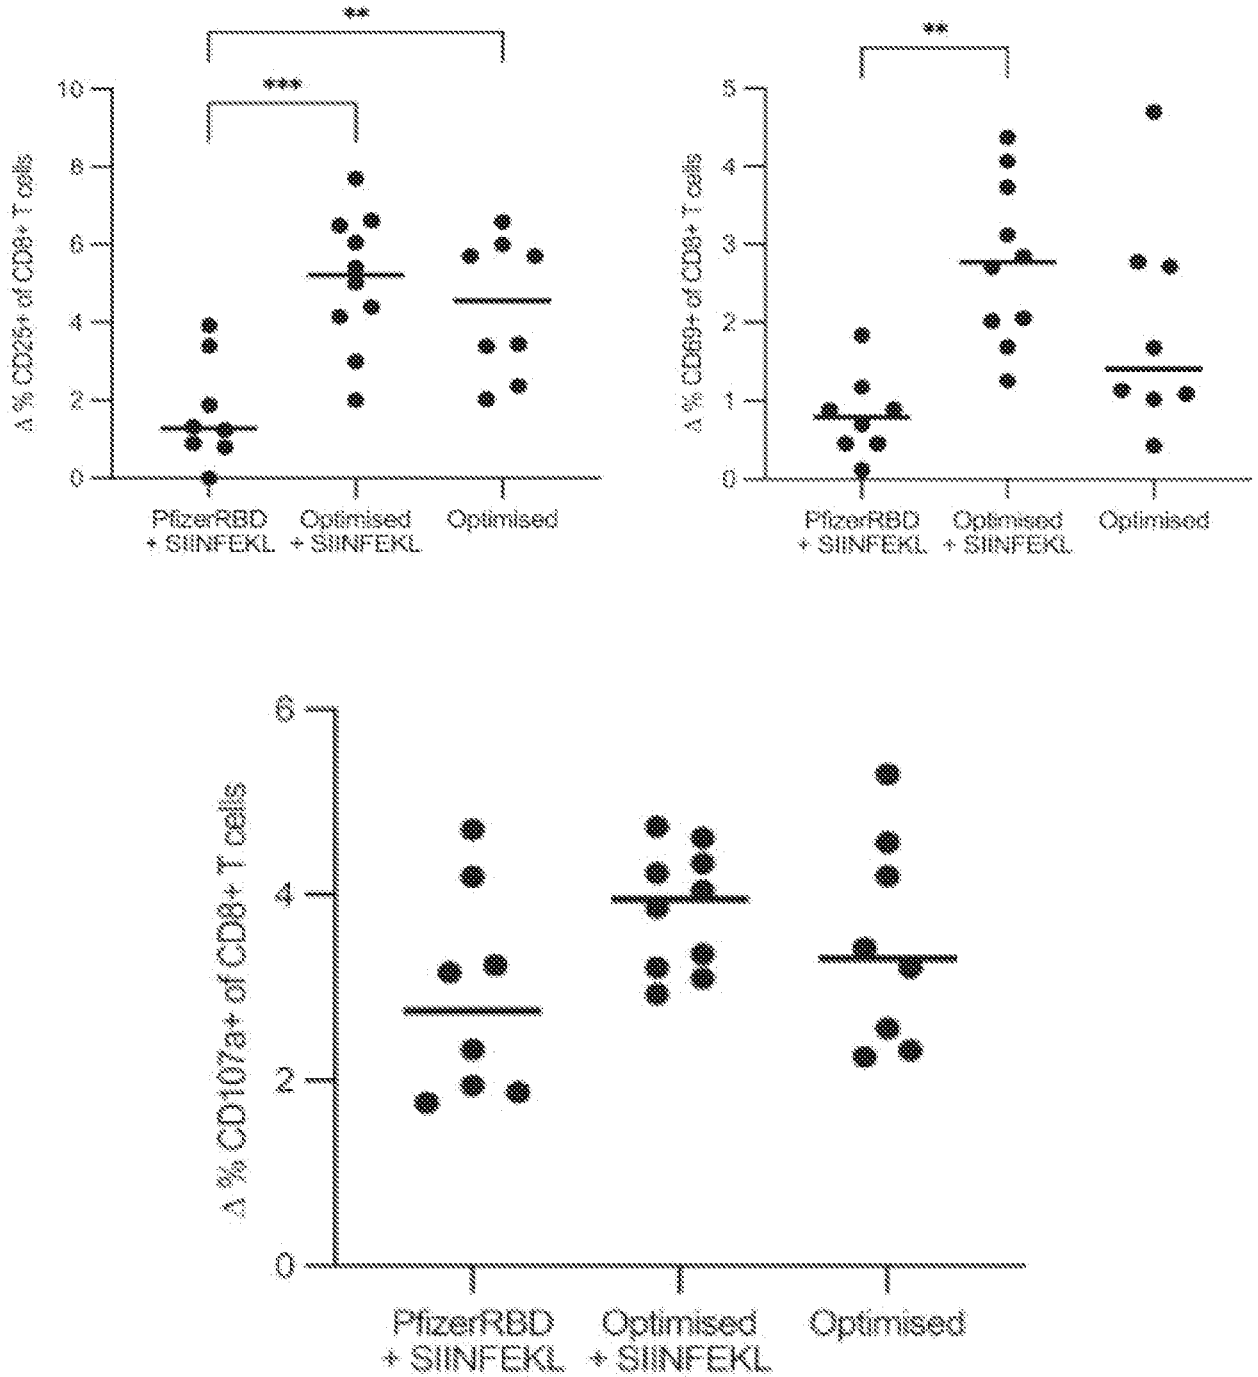 **
***
10
8
6
4
2
0
Δ % CD25+ of CD8+ T cells
PfizerRBD
+ SIINFEKL
Optimised
+ SIINFEKL
Optimised
**
5
4
3
2
1
0
Δ % CD69+ of CD8+ T cells
PfizerRBD
+ SIINFEKL
Optimised
+ SIINFEKL
Optimised
6
4
2
0
Δ % CD107a+ of CD8+ T cells
PfizerRBD
+ SIINFEKL
Optimised
+ SIINFEKL
Optimised